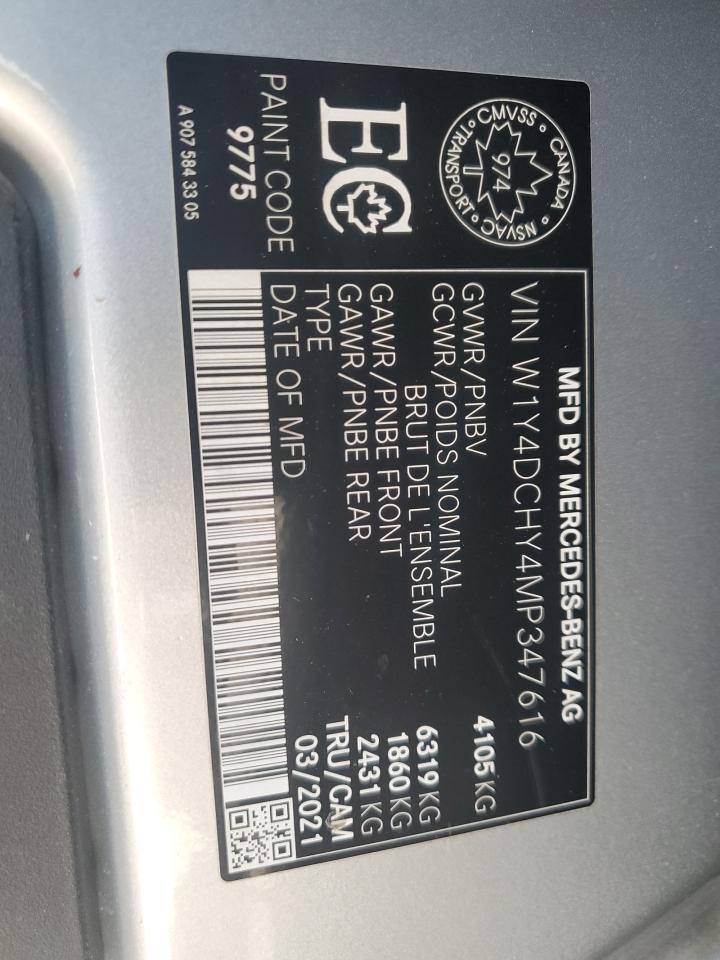 MFD BY MERCEDES-BENZ AG
VIN W1Y4DCHY4MP347616
GVWR/PNBV 4105 KG
GCWR/POIDS NOMINAL
BRUT DE L'ENSEMBLE 6319 KG
GAWR/PNBE FRONT 1860 KG
GAWR/PNBE REAR 2431 KG
TYPE TRU/CAM
DATE OF MFD 03/2021
CANADA
CMVSS
974
NSVAC
TRANSPORT
EC
PAINT CODE
9775
A 907 584 33 05